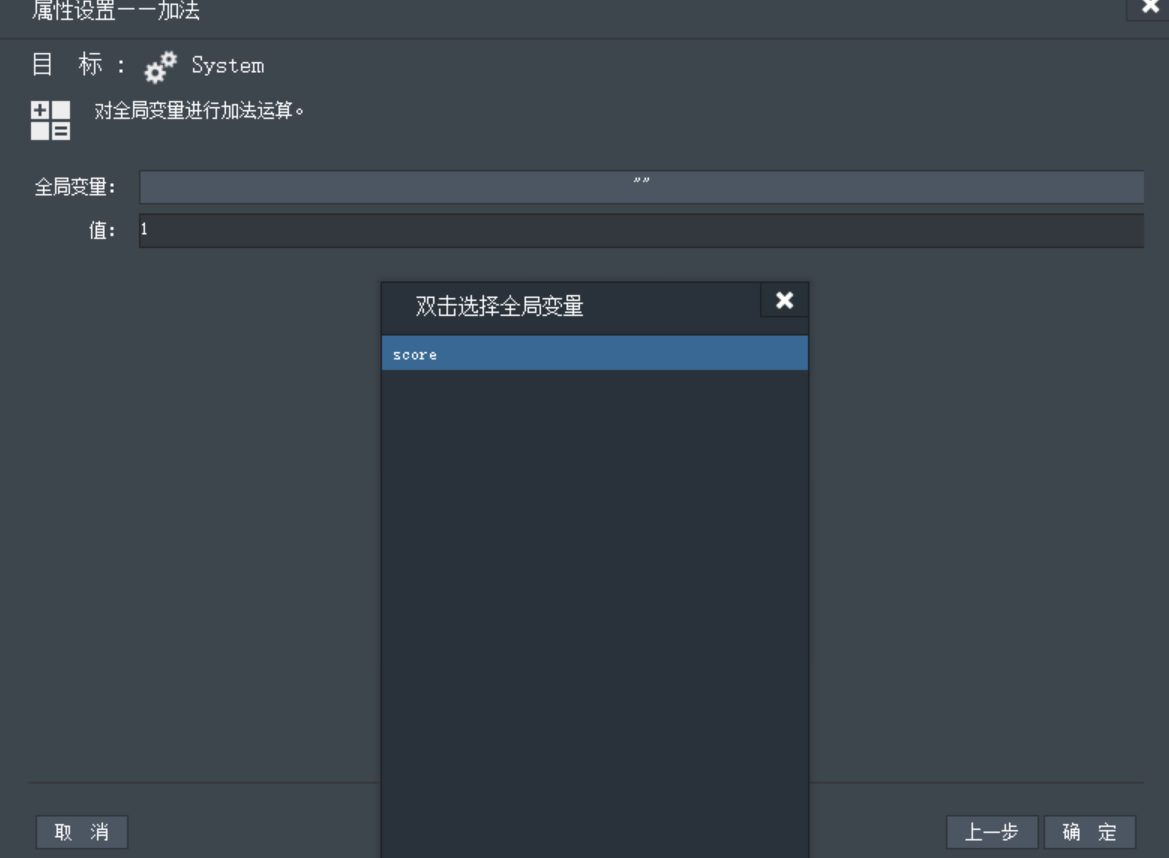 属性设置——加法
目 标： System
对全局变量进行加法运算。
全局变量： ""
值： 1
双击选择全局变量
score
取 消
上一步
确 定